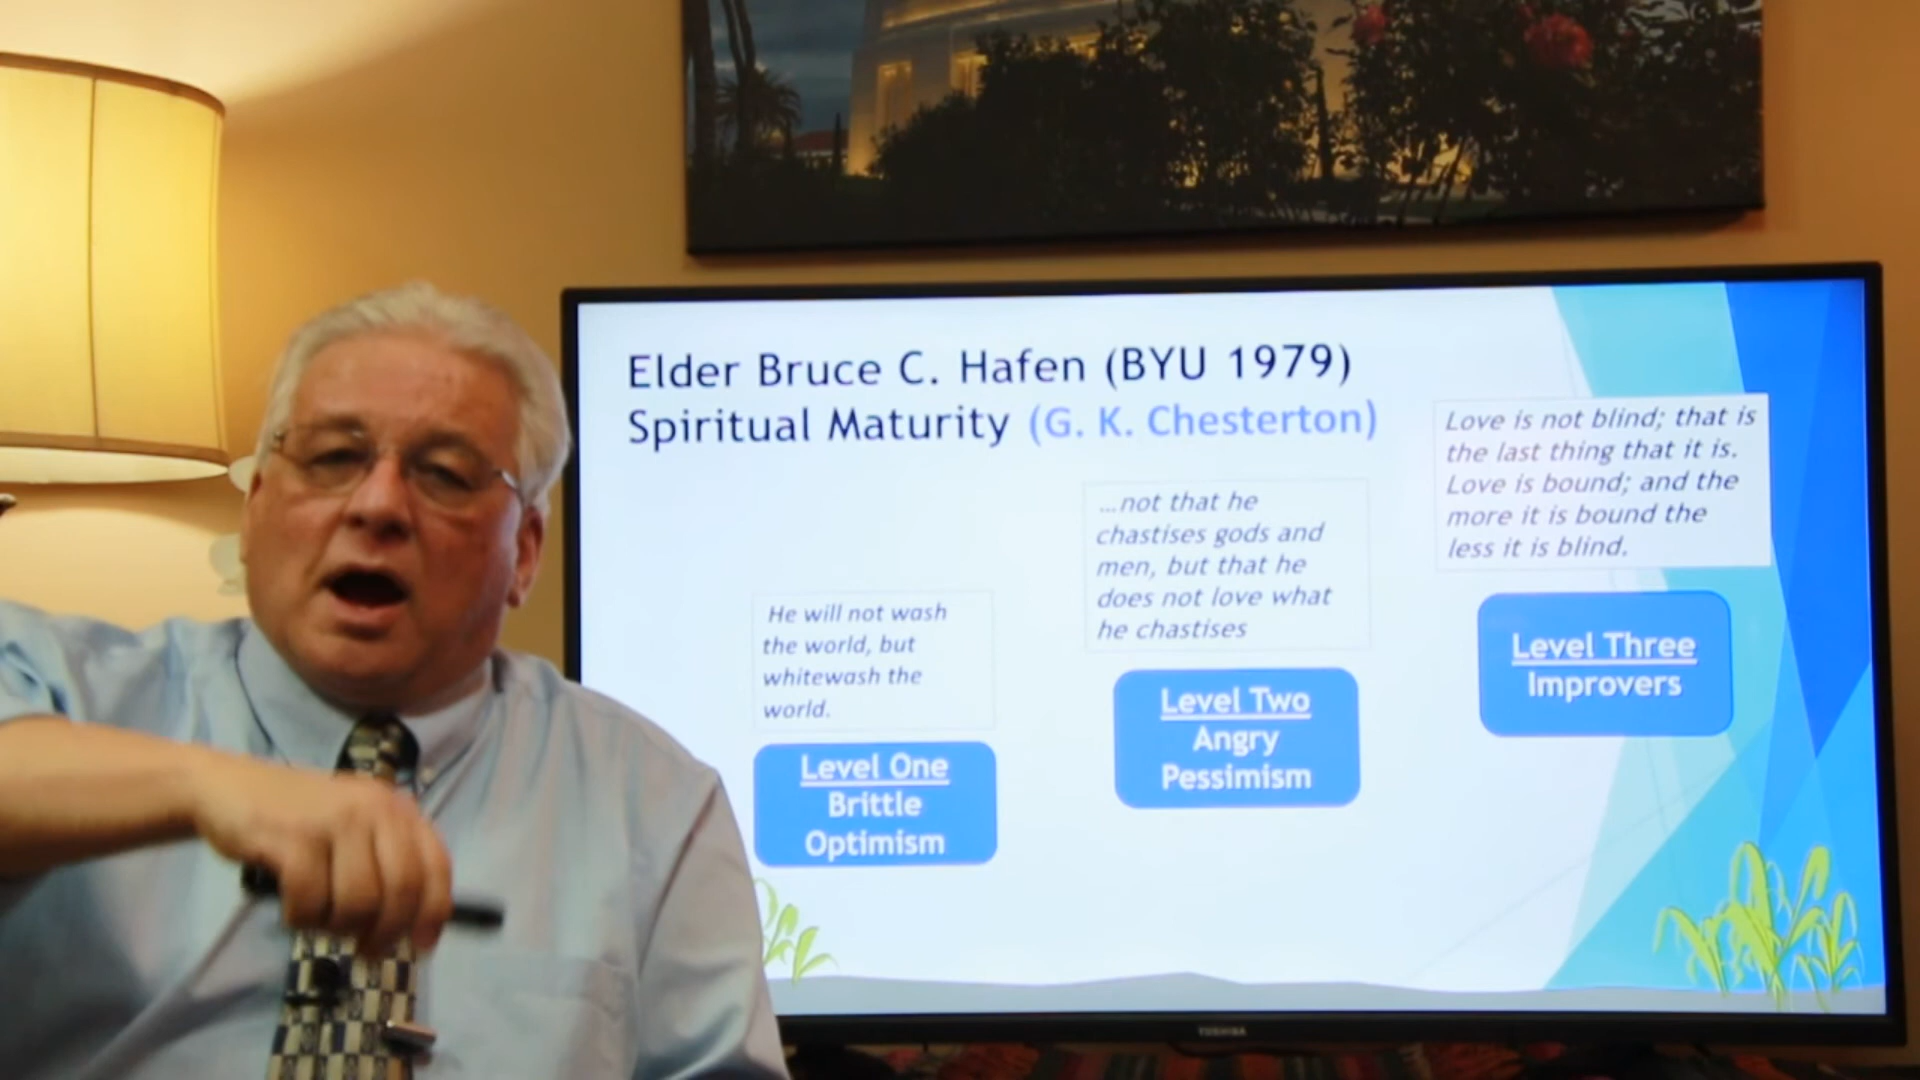 Elder Bruce C. Hafen (BYU 1979)
Spiritual Maturity (G. K. Chesterton)
He will not wash
the world, but
whitewash the
world.
Level One
Brittle
Optimism
...not that he
chastises gods and
men, but that he
does not love what
he chastises
Level Two
Angry
Pessimism
Love is not blind; that is
the last thing that it is.
Love is bound; and the
more it is bound the
less it is blind.
Level Three
Improvers
TOSHIBA